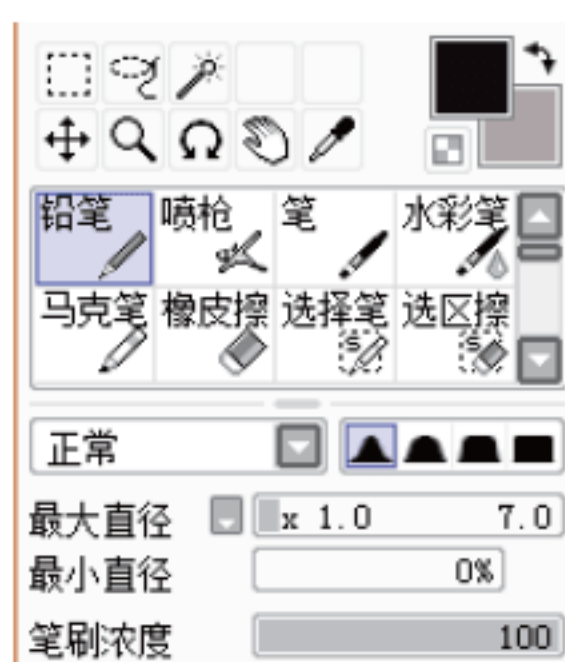 铅笔 喷枪 笔 水彩笔
马克笔 橡皮擦 选择笔 选区擦
正常
最大直径 x 1.0 7.0
最小直径 0%
笔刷浓度 100